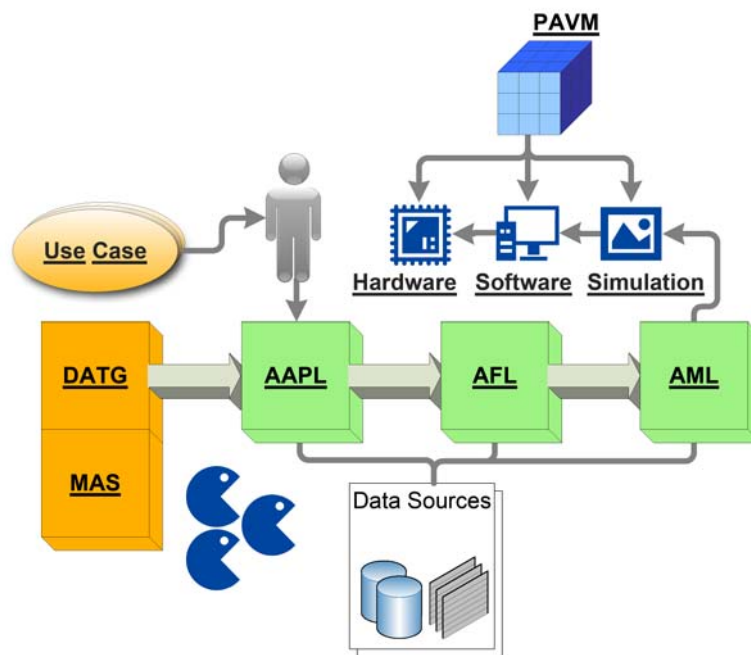 PAVM
Use Case
Hardware Software Simulation
DATG AAPL AFL AML
MAS
Data Sources